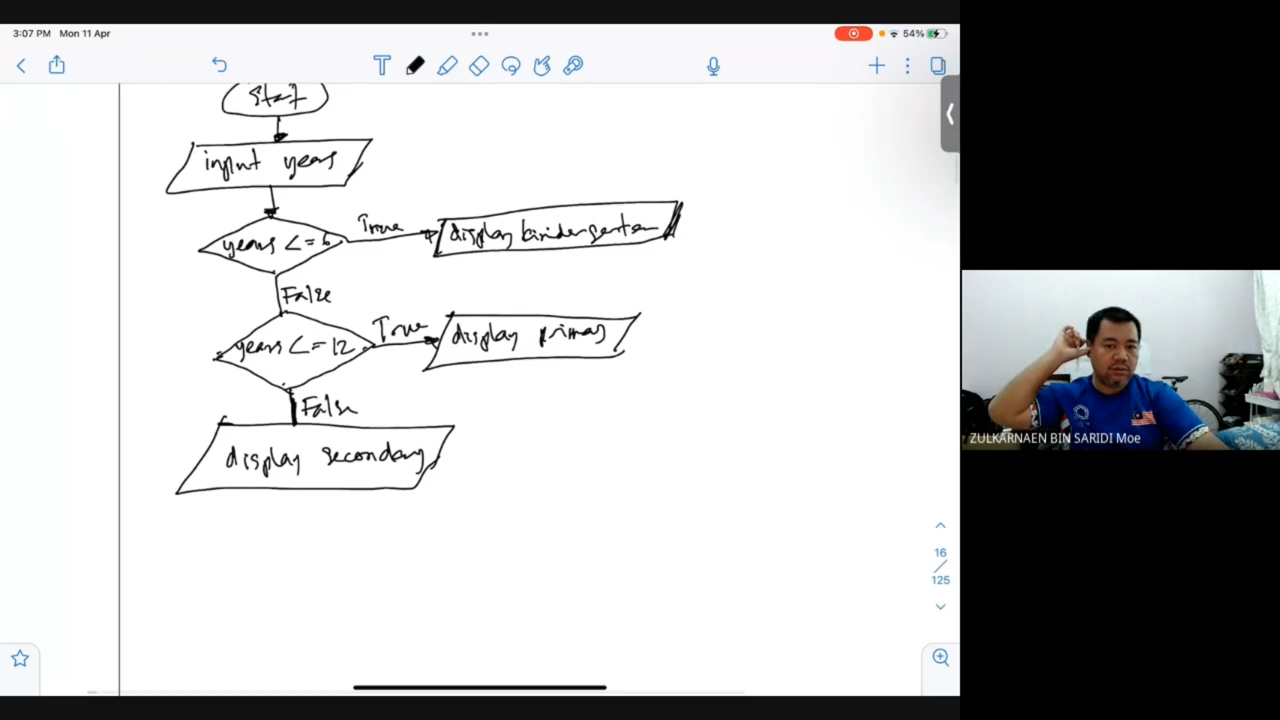 3:07 PM Mon 11 Apr
54%
Start
input years
years <= 6
True
display kindergarten
False
years <= 12
True
display primary
False
display secondary
16
125
ZULKARNAEN BIN SARIDI Moe